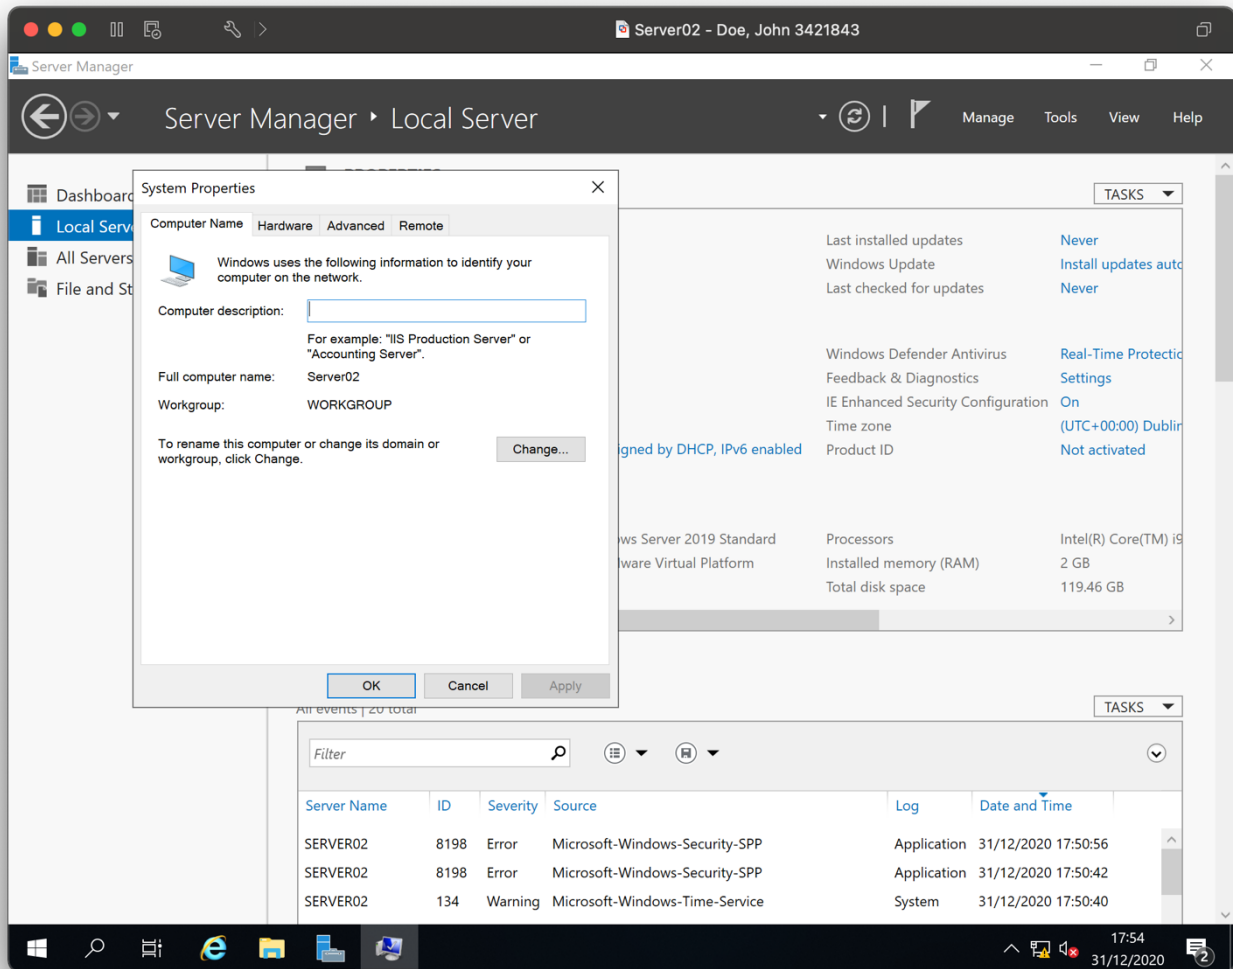 Server02 - Doe, John 3421843
Server Manager
Server Manager ‣ Local Server
Manage Tools View Help
Dashboard
Local Serv
All Servers
File and St
TASKS
System Properties
Computer Name Hardware Advanced Remote
Windows uses the following information to identify your
computer on the network.
Computer description:
For example: "IIS Production Server" or
"Accounting Server".
Full computer name: Server02
Workgroup: WORKGROUP
To rename this computer or change its domain or
workgroup, click Change.
Change...
OK Cancel Apply
Last installed updates Never
Windows Update Install updates auto
Last checked for updates Never
Windows Defender Antivirus Real-Time Protectio
Feedback & Diagnostics Settings
IE Enhanced Security Configuration On
Time zone (UTC+00:00) Dublin
igned by DHCP, IPv6 enabled Product ID Not activated
ows Server 2019 Standard Processors Intel(R) Core(TM) i9
ware Virtual Platform Installed memory (RAM) 2 GB
Total disk space 119.46 GB
All events | 20 total
TASKS
Filter
Server Name ID Severity Source Log Date and Time
SERVER02 8198 Error Microsoft-Windows-Security-SPP Application 31/12/2020 17:50:56
SERVER02 8198 Error Microsoft-Windows-Security-SPP Application 31/12/2020 17:50:42
SERVER02 134 Warning Microsoft-Windows-Time-Service System 31/12/2020 17:50:40
17:54
31/12/2020
2